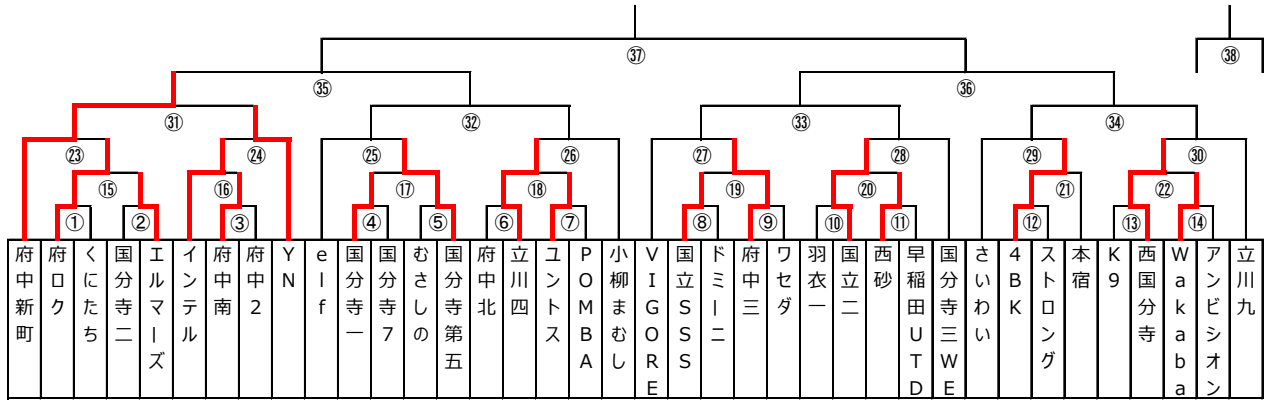 ㊲
㊳
㉟
㊱
㉛
㉜
㉝
㉞
㉓
㉔
㉕
㉖
㉗
㉘
㉙
㉚
⑮
⑯
⑰
⑱
⑲
⑳
㉑
㉒
①
②
③
④
⑤
⑥
⑦
⑧
⑨
⑩
⑪
⑫
⑬
⑭
府中新町
府ロク
くにたち
国分寺二
エルマーズ
インテル
府中南
府中2
YN
elf
国分寺一
国分寺7
むさしの
国分寺第五
府中北
立川四
ユントス
POMBA
小柳まむし
VIGORE
国立SSS
ドミーニ
府中三
ワセダ
羽衣一
国立二
西砂
早稲田UTD
国分寺三WE
さいわい
4BK
ストロング
本宿
K9
西国分寺
Wakaba
アンビシオン
立川九